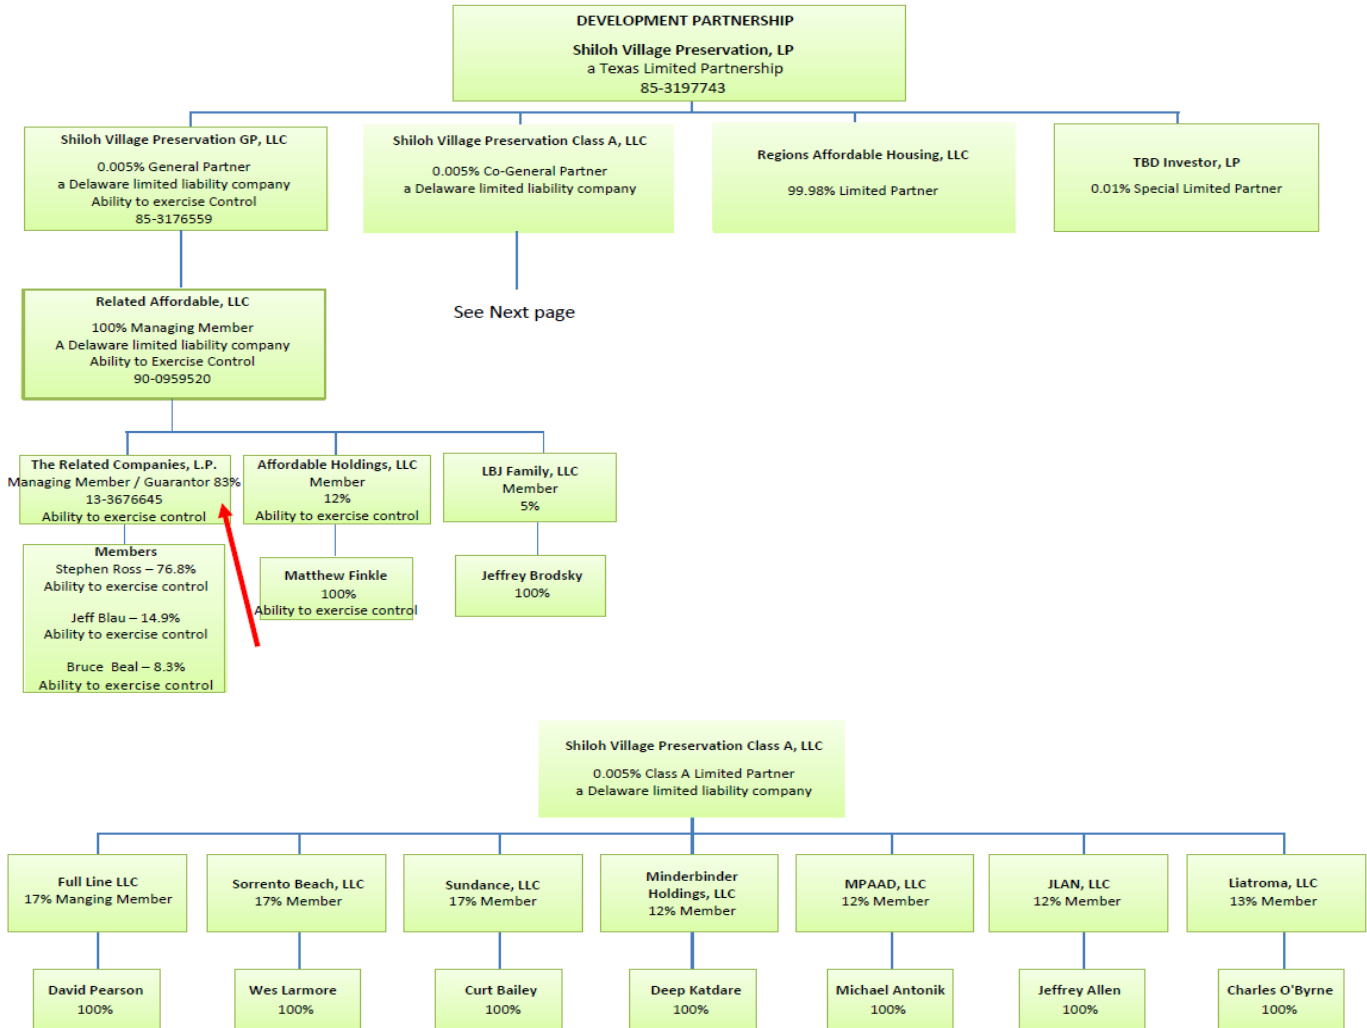 DEVELOPMENT PARTNERSHIP
Shiloh Village Preservation, LP
a Texas Limited Partnership
85-3197743
Shiloh Village Preservation GP, LLC
0.005% General Partner
a Delaware limited liability company
Ability to exercise Control
85-3176559
Shiloh Village Preservation Class A, LLC
0.005% Co-General Partner
a Delaware limited liability company
Regions Affordable Housing, LLC
99.98% Limited Partner
TBD Investor, LP
0.01% Special Limited Partner
See Next page
Related Affordable, LLC
100% Managing Member
A Delaware limited liability company
Ability to Exercise Control
90-0959520
The Related Companies, L.P.
Managing Member / Guarantor 83%
13-3676645
Ability to exercise control
Affordable Holdings, LLC
Member
12%
Ability to exercise control
LBJ Family, LLC
Member
5%
Members
Stephen Ross – 76.8%
Ability to exercise control
Jeff Blau – 14.9%
Ability to exercise control
Bruce Beal – 8.3%
Ability to exercise control
Matthew Finkle
100%
Ability to exercise control
Jeffrey Brodsky
100%
Shiloh Village Preservation Class A, LLC
0.005% Class A Limited Partner
a Delaware limited liability company
Full Line LLC
17% Manging Member
Sorrento Beach, LLC
17% Member
Sundance, LLC
17% Member
Minderbinder
Holdings, LLC
12% Member
MPAAD, LLC
12% Member
JLAN, LLC
12% Member
Liatroma, LLC
13% Member
David Pearson
100%
Wes Larmore
100%
Curt Bailey
100%
Deep Katdare
100%
Michael Antonik
100%
Jeffrey Allen
100%
Charles O'Byrne
100%